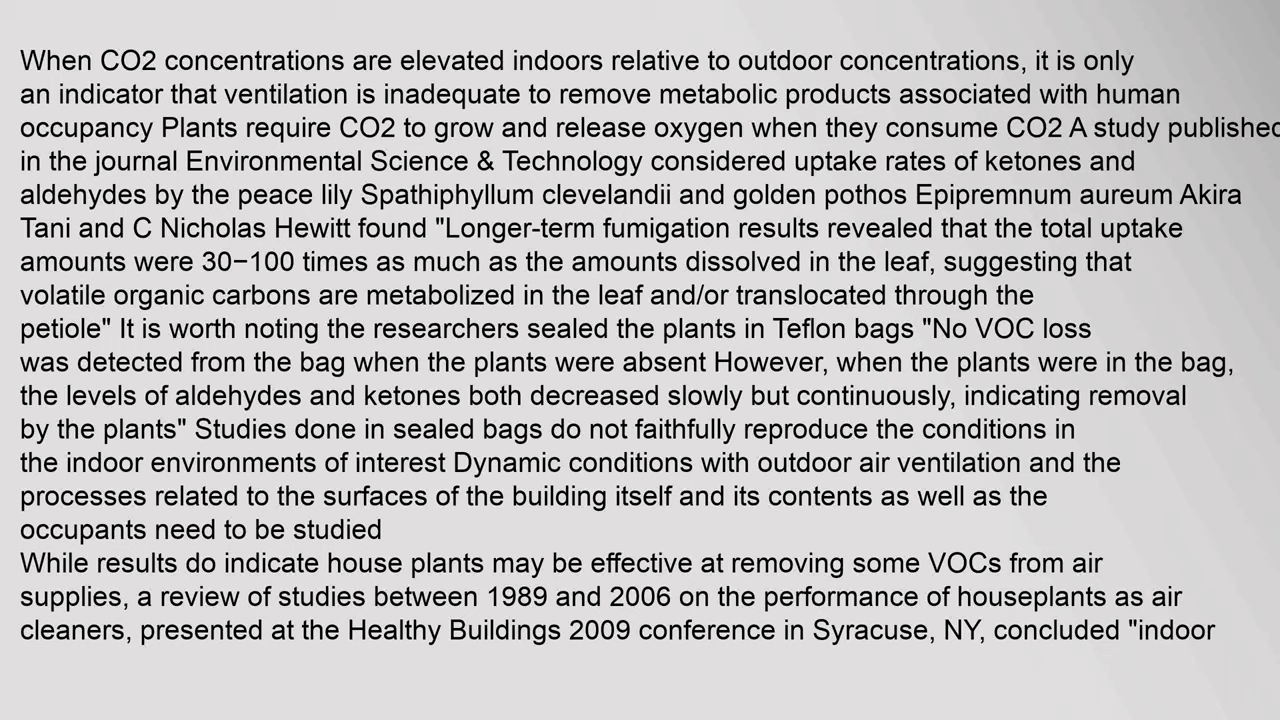 When CO2 concentrations are elevated indoors relative to outdoor concentrations, it is only
an indicator that ventilation is inadequate to remove metabolic products associated with human
occupancy Plants require CO2 to grow and release oxygen when they consume CO2 A study published
in the journal Environmental Science & Technology considered uptake rates of ketones and
aldehydes by the peace lily Spathiphyllum clevelandii and golden pothos Epipremnum aureum Akira
Tani and C Nicholas Hewitt found "Longer-term fumigation results revealed that the total uptake
amounts were 30−100 times as much as the amounts dissolved in the leaf, suggesting that
volatile organic carbons are metabolized in the leaf and/or translocated through the
petiole" It is worth noting the researchers sealed the plants in Teflon bags "No VOC loss
was detected from the bag when the plants were absent However, when the plants were in the bag,
the levels of aldehydes and ketones both decreased slowly but continuously, indicating removal
by the plants" Studies done in sealed bags do not faithfully reproduce the conditions in
the indoor environments of interest Dynamic conditions with outdoor air ventilation and the
processes related to the surfaces of the building itself and its contents as well as the
occupants need to be studied
While results do indicate house plants may be effective at removing some VOCs from air
supplies, a review of studies between 1989 and 2006 on the performance of houseplants as air
cleaners, presented at the Healthy Buildings 2009 conference in Syracuse, NY, concluded "indoor